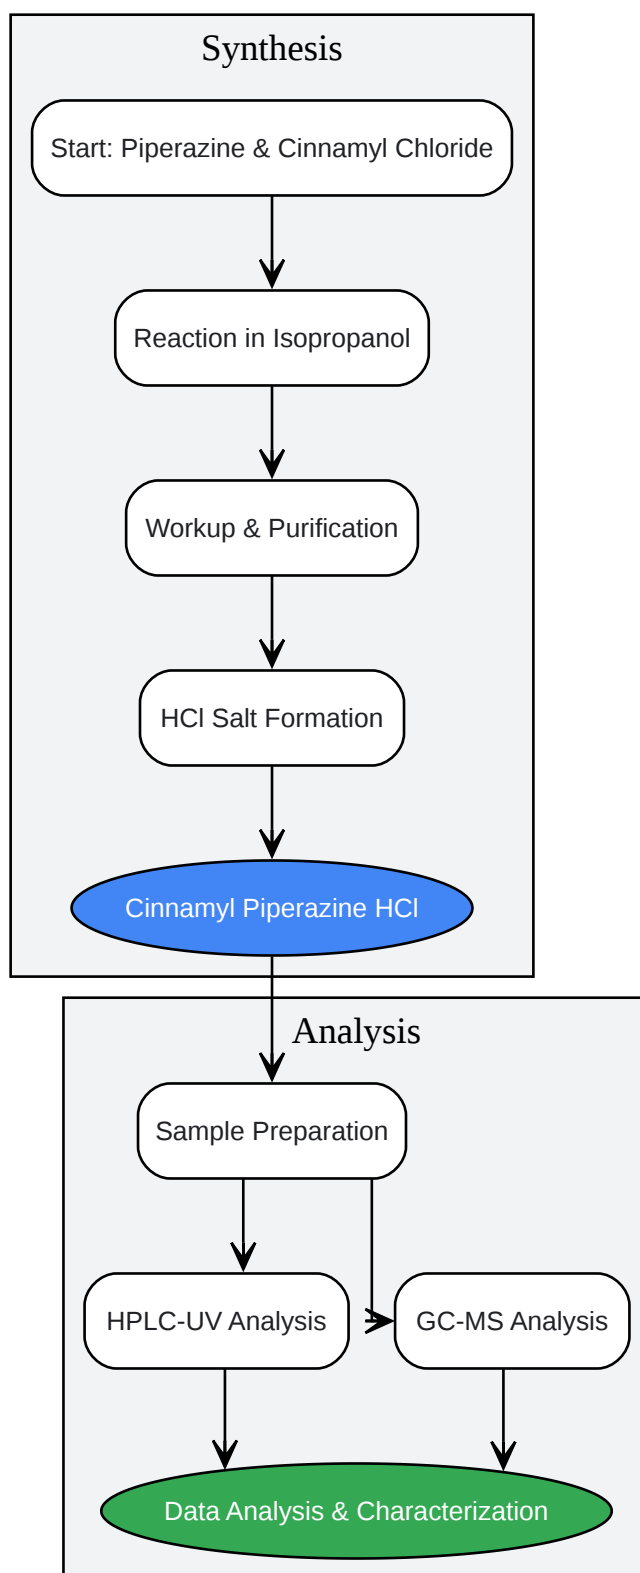 Synthesis
Start: Piperazine & Cinnamyl Chloride
Reaction in Isopropanol
Workup & Purification
HCl Salt Formation
Cinnamyl Piperazine HCl
Analysis
Sample Preparation
HPLC-UV Analysis
GC-MS Analysis
Data Analysis & Characterization